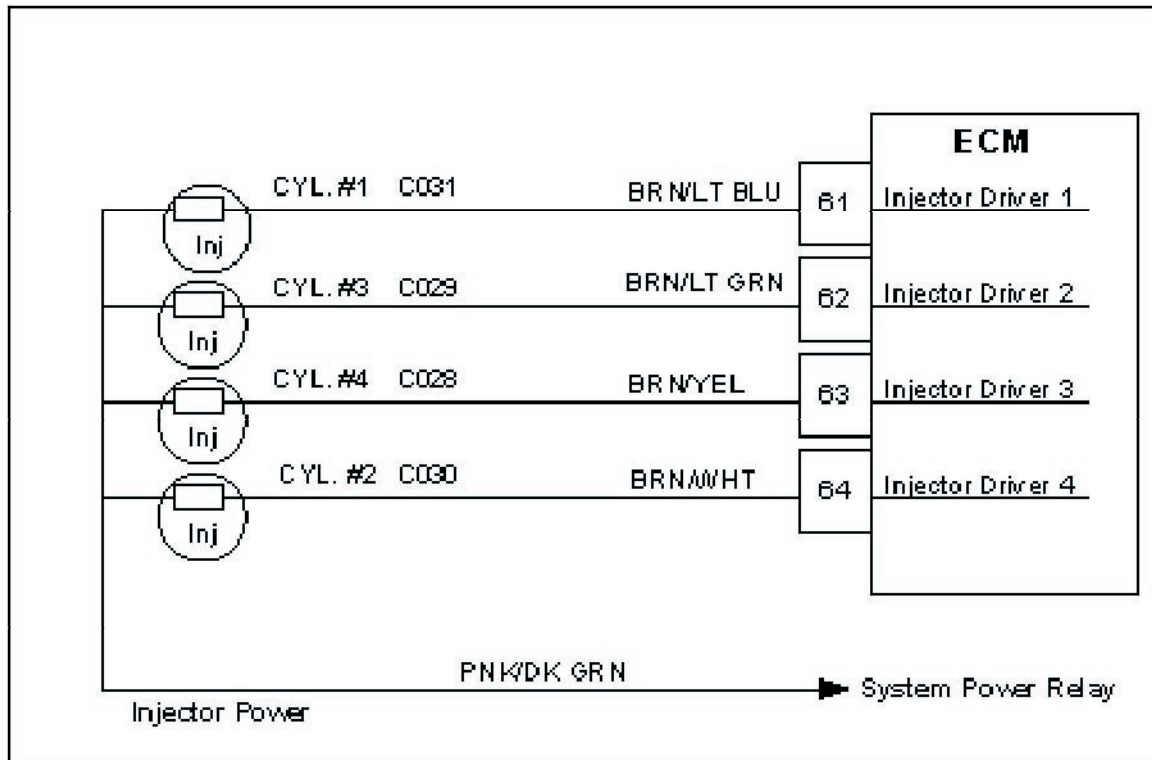 ECM
CYL. #1 C031 BRN/LT BLU 61 Injector Driver 1
Inj
CYL. #3 C029 BRN/LT GRN 62 Injector Driver 2
Inj
CYL. #4 C028 BRN/YEL 63 Injector Driver 3
Inj
CYL. #2 C030 BRN/WHT 64 Injector Driver 4
Inj
PNK/DK GRN
System Power Relay
Injector Power